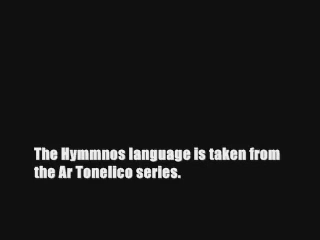 The Hymmnos language is taken from
the Ar Tonelico series.